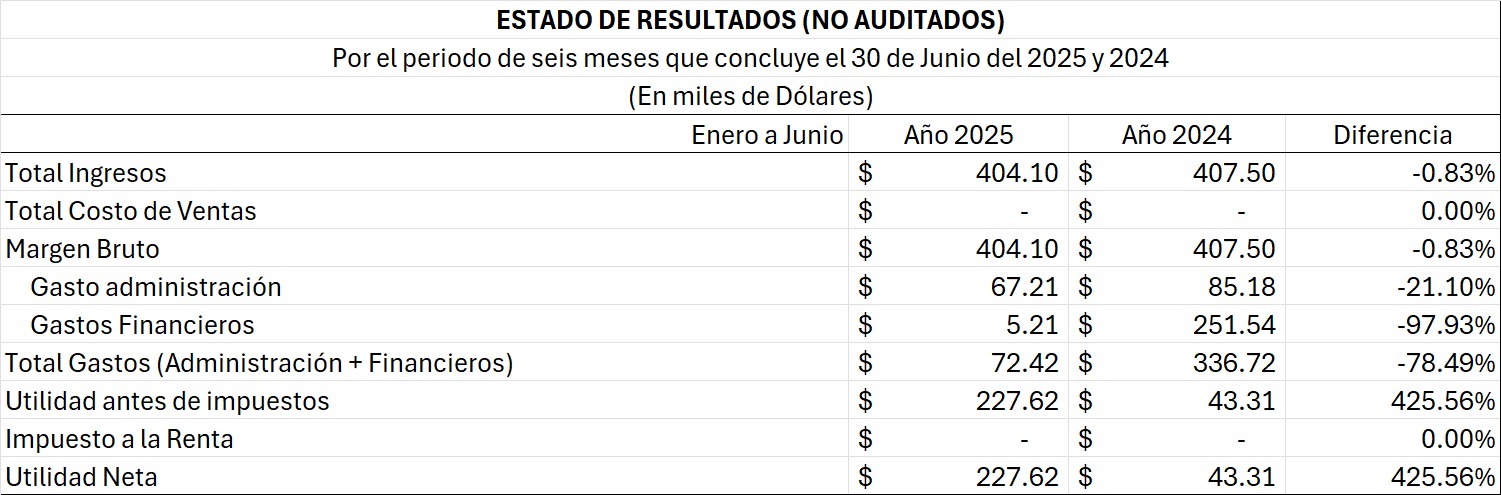 ESTADO DE RESULTADOS (NO AUDITADOS)
Por el periodo de seis meses que concluye el 30 de Junio del 2025 y 2024
(En miles de Dólares)
Enero a Junio Año 2025 Año 2024 Diferencia
Total Ingresos $ 404.10 $ 407.50 -0.83%
Total Costo de Ventas $ - $ - 0.00%
Margen Bruto $ 404.10 $ 407.50 -0.83%
Gasto administración $ 67.21 $ 85.18 -21.10%
Gastos Financieros $ 5.21 $ 251.54 -97.93%
Total Gastos (Administración + Financieros) $ 72.42 $ 336.72 -78.49%
Utilidad antes de impuestos $ 227.62 $ 43.31 425.56%
Impuesto a la Renta $ - $ - 0.00%
Utilidad Neta $ 227.62 $ 43.31 425.56%